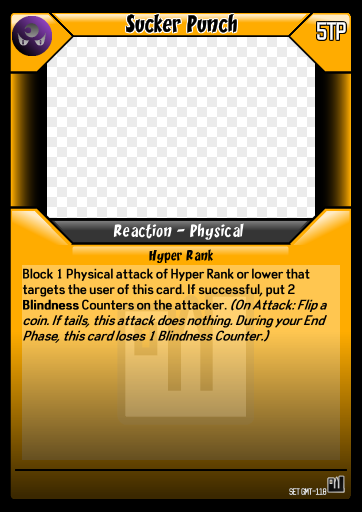 Sucker Punch
5TP
Reaction - Physical
Hyper Rank
Block 1 Physical attack of Hyper Rank or lower that
targets the user of this card. If successful, put 2
Blindness Counters on the attacker. (On Attack: Flip a
coin. If tails, this attack does nothing. During your End
Phase, this card loses 1 Blindness Counter.)
SET GMT-118